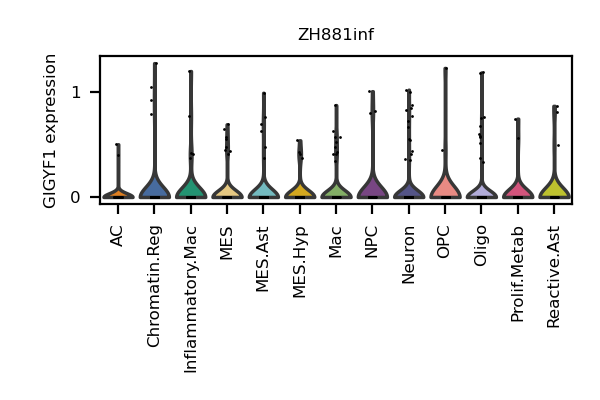 ZH881inf
GIGYF1 expression
1
0
AC
Chromatin.Reg
Inflammatory.Mac
MES
MES.Ast
MES.Hyp
Mac
NPC
Neuron
OPC
Oligo
Prolif.Metab
Reactive.Ast